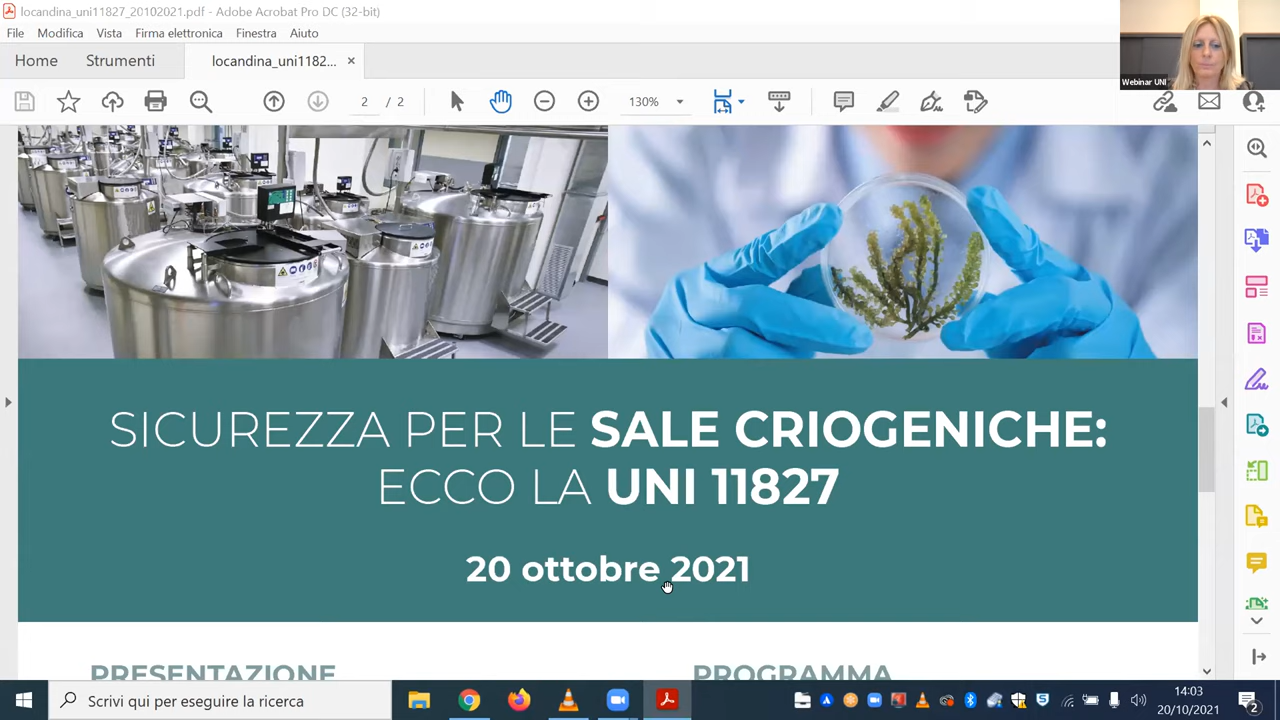 locandina_uni11827_20102021.pdf - Adobe Acrobat Pro DC (32-bit)
File Modifica Vista Firma elettronica Finestra Aiuto
Home Strumenti locandina_uni1182... ×
2 / 2 130%
Webinar UNI
SICUREZZA PER LE SALE CRIOGENICHE:
ECCO LA UNI 11827
20 ottobre 2021
PRESENTAZIONE PROGRAMMA
Scrivi qui per eseguire la ricerca
14:03
20/10/2021
2